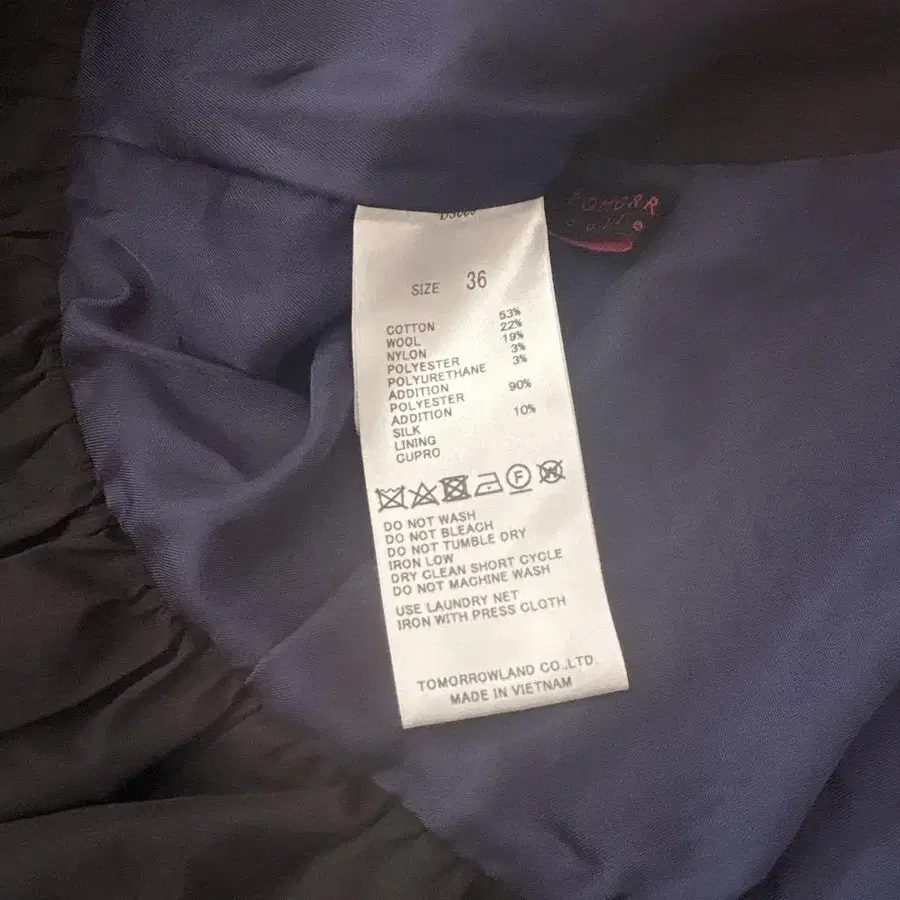 SIZE 36
COTTON 53%
WOOL 22%
NYLON 19%
POLYESTER 3%
POLYURETHANE 3%
ADDITION
POLYESTER 90%
ADDITION
SILK 10%
LINING
CUPRO
F
W
DO NOT WASH
DO NOT BLEACH
DO NOT TUMBLE DRY
IRON LOW
DRY CLEAN SHORT CYCLE
DO NOT MACHINE WASH
USE LAUNDRY NET
IRON WITH PRESS CLOTH
TOMORROWLAND CO.,LTD.
MADE IN VIETNAM